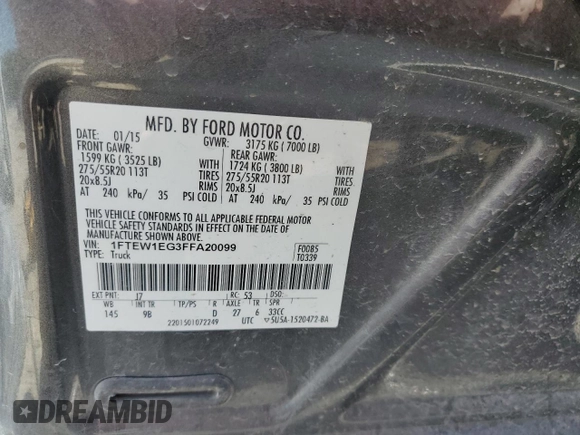 MFD. BY FORD MOTOR CO.
DATE: 01/15 GVWR: 3175 KG ( 7000 LB)
FRONT GAWR: REAR GAWR:
1599 KG ( 3525 LB) WITH 1724 KG ( 3800 LB) WITH
275/55R20 113T TIRES 275/55R20 113T TIRES
20x8.5J RIMS 20x8.5J RIMS
AT 240 kPa/ 35 PSI COLD AT 240 kPa/ 35 PSI COLD
THIS VEHICLE CONFORMS TO ALL APPLICABLE FEDERAL MOTOR
VEHICLE SAFETY STANDARDS IN EFFECT ON THE DATE OF
MANUFACTURE SHOWN ABOVE.
VIN: 1FTEW1EG3FFA20099 F0085
TYPE: Truck T0339
EXT PNT: J7 RC: 53 DSO:
WB INT TR TP/PS R AXLE TR SPR
145 9B D 27 6 33CC
2201501072249 UTC 5U5A-1520472-BA
DREAMBID